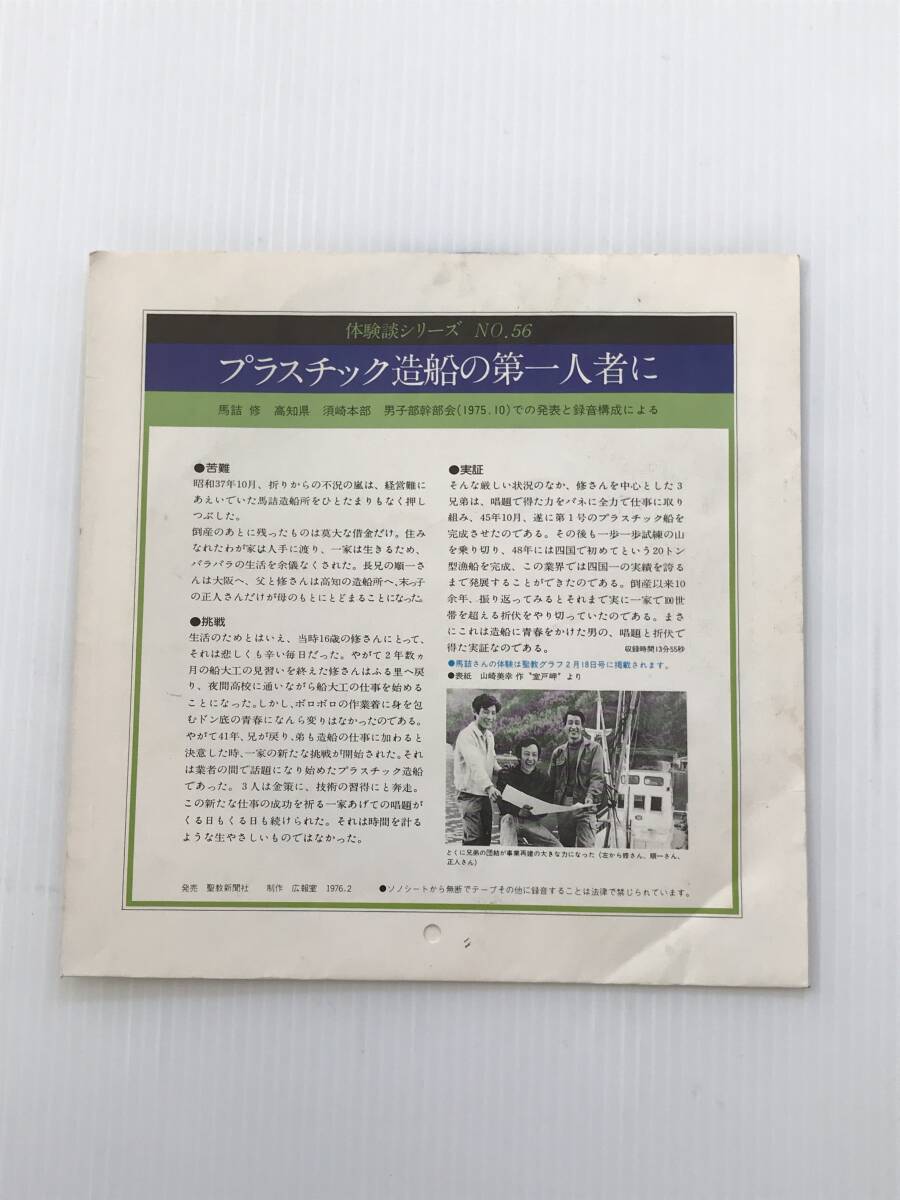 体験談シリーズ NO.56
プラスチック造船の第一人者に
馬詰 修 高知県 須崎本部 男子部幹部会(1975.10)での発表と録音構成による
●苦難
昭和37年10月、折りからの不況の嵐は、経営難に
あえいでいた馬詰造船所をひとたまりもなく押し
つぶした。
倒産のあとに残ったものは莫大な借金だけ。住み
なれたわが家は人手に渡り、一家は生きるため、
バラバラの生活を余儀なくされた。長兄の順一さ
んは大阪へ、父と修さんは高知の造船所へ、末っ子
の正人さんだけが母のもとにとどまることになった。
●挑戦
生活のためとはいえ、当時16歳の修さんにとって、
それは悲しくも辛い毎日だった。やがて2年数ヵ
月の船大工の見習いを終えた修さんはふる里へ戻
り、夜間高校に通いながら船大工の仕事を始める
ことになった。しかし、ボロボロの作業着に身を包
むドン底の青春になんら変りはなかったのである。
やがて41年、兄が戻り、弟も造船の仕事に加わると
決意した時、一家の新たな挑戦が開始された。それ
は業者の間で話題になり始めたプラスチック造船
であった。3人は金策に、技術の習得にと奔走。
この新たな仕事の成功を祈る一家あげての唱題が
くる日もくる日も続けられた。それは時間を計る
ような生やさしいものではなかった。
●実証
そんな厳しい状況のなか、修さんを中心とした3
兄弟は、唱題で得た力をバネに全力で仕事に取り
組み、45年10月、遂に第1号のプラスチック船を
完成させたのである。その後も一歩一歩試練の山
を乗り切り、48年には四国で初めてという20トン
型漁船を完成、この業界では四国一の実績を誇る
まで発展することができたのである。倒産以来10
余年、振り返ってみるとそれまで実に一家で100世
帯を超える折伏をやり切っていたのである。まさ
にこれは造船に青春をかけた男の、唱題と折伏で
得た実証なのである。 収録時間13分55秒
●馬詰さんの体験は聖教グラフ2月18日号に掲載されます。
●表紙 山崎美幸 作 "室戸岬" より
とくに兄弟の団結が事業再建の大きな力になった(左から修さん、順一さん、
正人さん)
発売 聖教新聞社 制作 広報室 1976.2 ●ソノシートから無断でテープその他に録音することは法律で禁じられています。